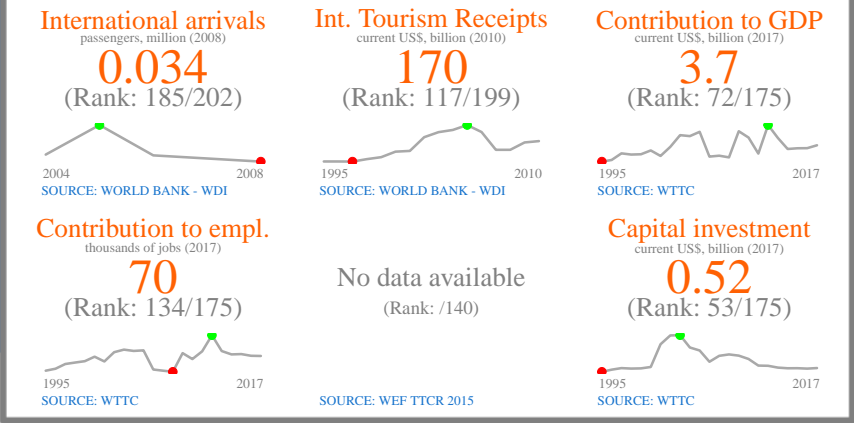 International arrivals
passengers, million (2008)
0.034
(Rank: 185/202)
2004 2008
SOURCE: WORLD BANK - WDI
Int. Tourism Receipts
current US$, billion (2010)
170
(Rank: 117/199)
1995 2010
SOURCE: WORLD BANK - WDI
Contribution to GDP
current US$, billion (2017)
3.7
(Rank: 72/175)
1995 2017
SOURCE: WTTC
Contribution to empl.
thousands of jobs (2017)
70
(Rank: 134/175)
1995 2017
SOURCE: WTTC
No data available
(Rank: /140)
SOURCE: WEF TTCR 2015
Capital investment
current US$, billion (2017)
0.52
(Rank: 53/175)
1995 2017
SOURCE: WTTC